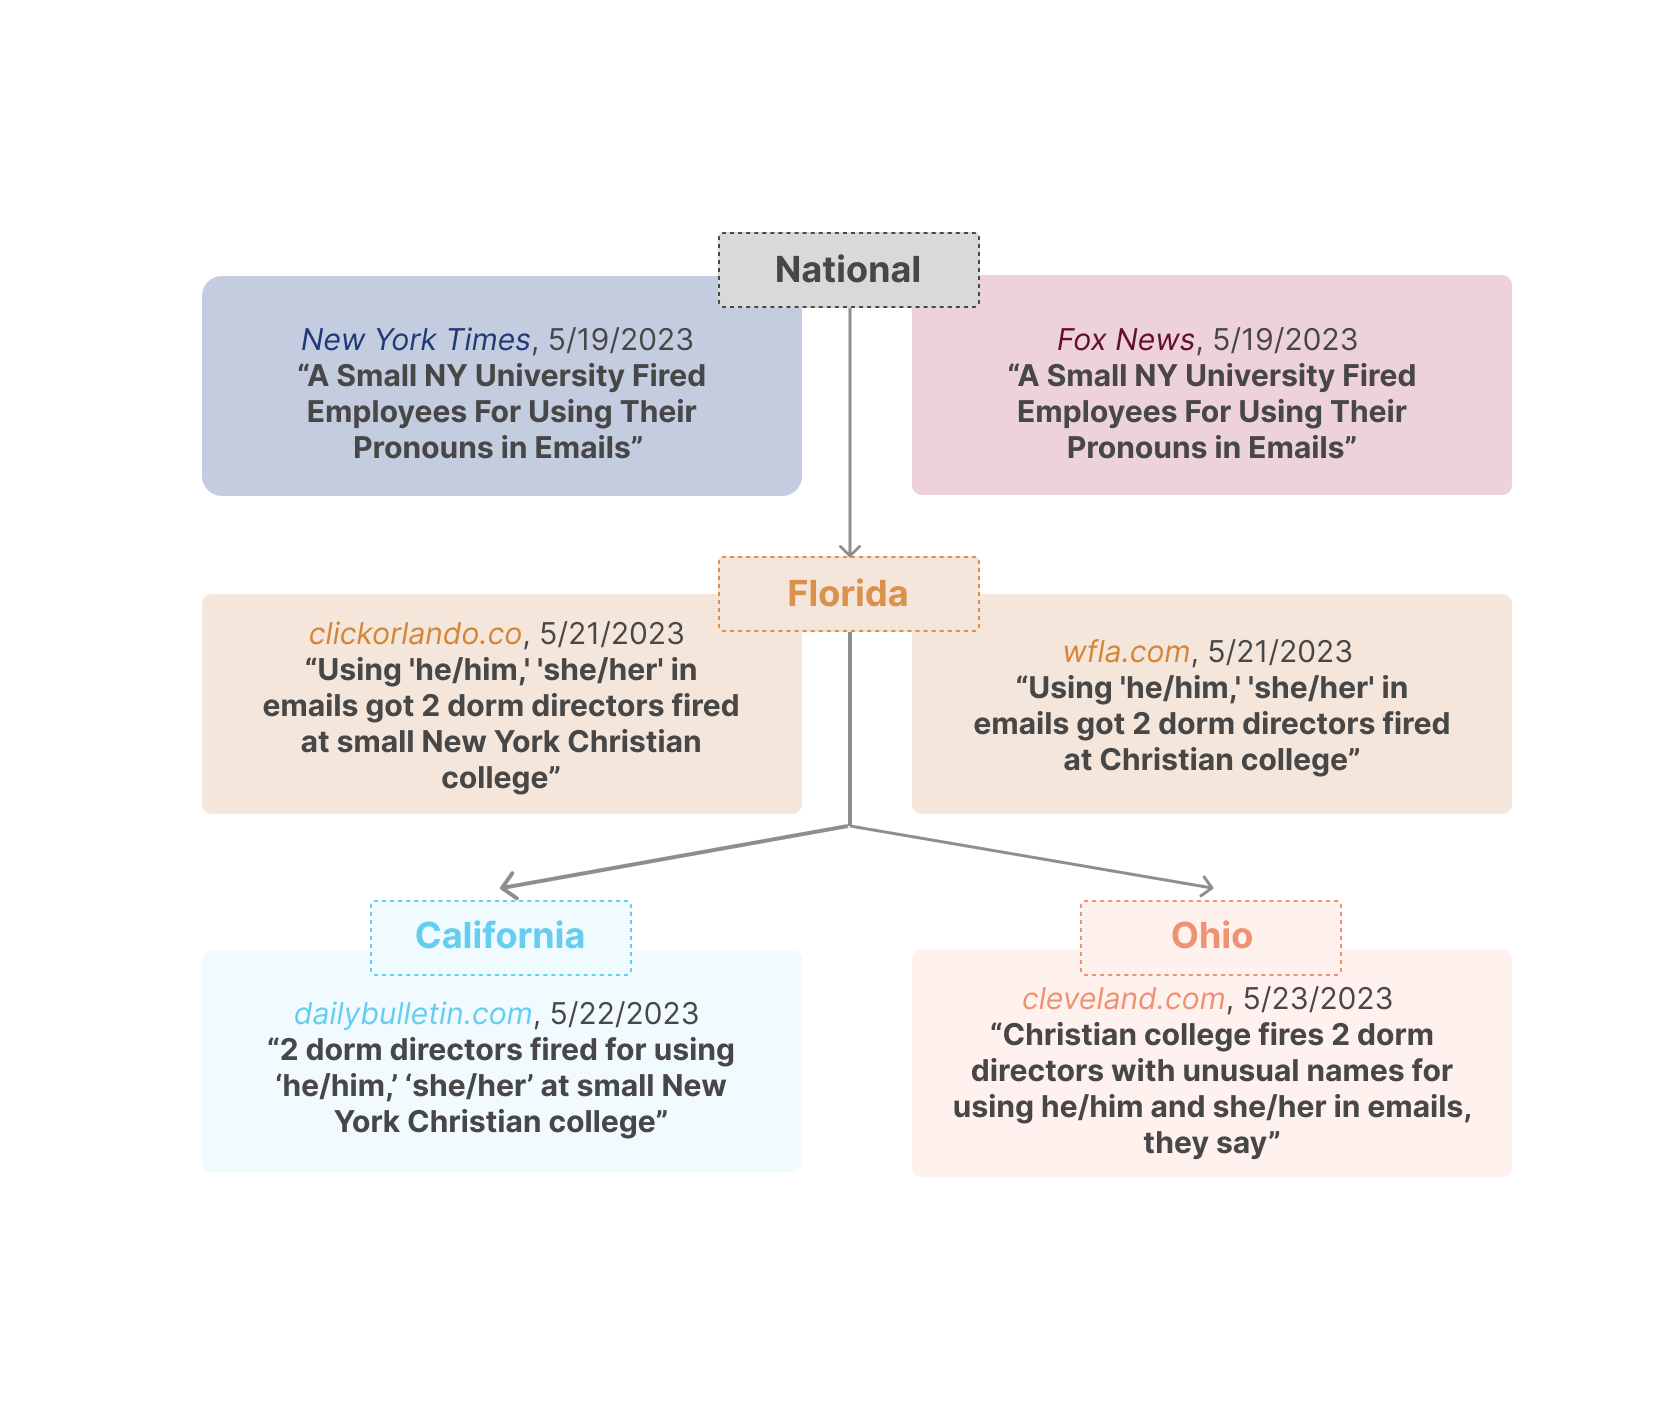 National
New York Times, 5/19/2023
“A Small NY University Fired
Employees For Using Their
Pronouns in Emails”
Fox News, 5/19/2023
“A Small NY University Fired
Employees For Using Their
Pronouns in Emails”
Florida
clickorlando.co, 5/21/2023
“Using 'he/him,' 'she/her' in
emails got 2 dorm directors fired
at small New York Christian
college”
wfla.com, 5/21/2023
“Using 'he/him,' 'she/her' in
emails got 2 dorm directors fired
at Christian college”
California
dailybulletin.com, 5/22/2023
“2 dorm directors fired for using
‘he/him,’ ‘she/her’ at small New
York Christian college”
Ohio
cleveland.com, 5/23/2023
“Christian college fires 2 dorm
directors with unusual names for
using he/him and she/her in emails,
they say”